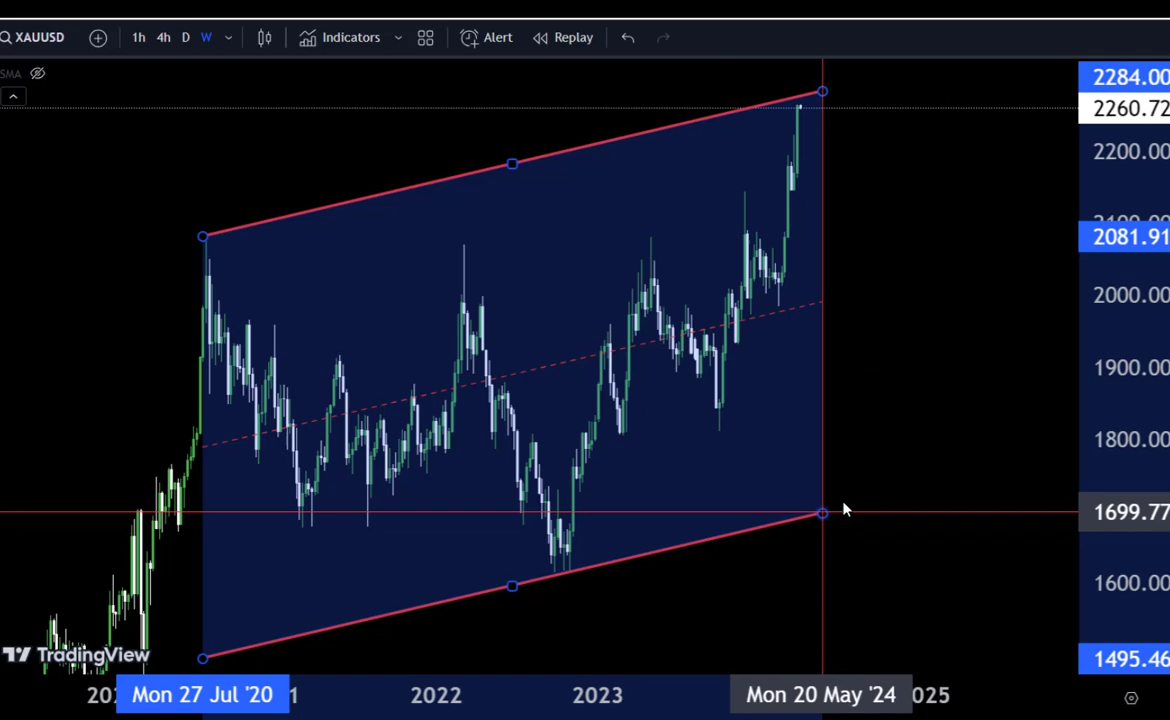 XAUUSD 1h 4h D W Indicators Alert Replay
SMA
2284.00
2260.72
2200.00
2081.91
2000.00
1900.00
1800.00
1699.77
1600.00
1495.46
TradingView
Mon 27 Jul '20 2022 2023 Mon 20 May '24